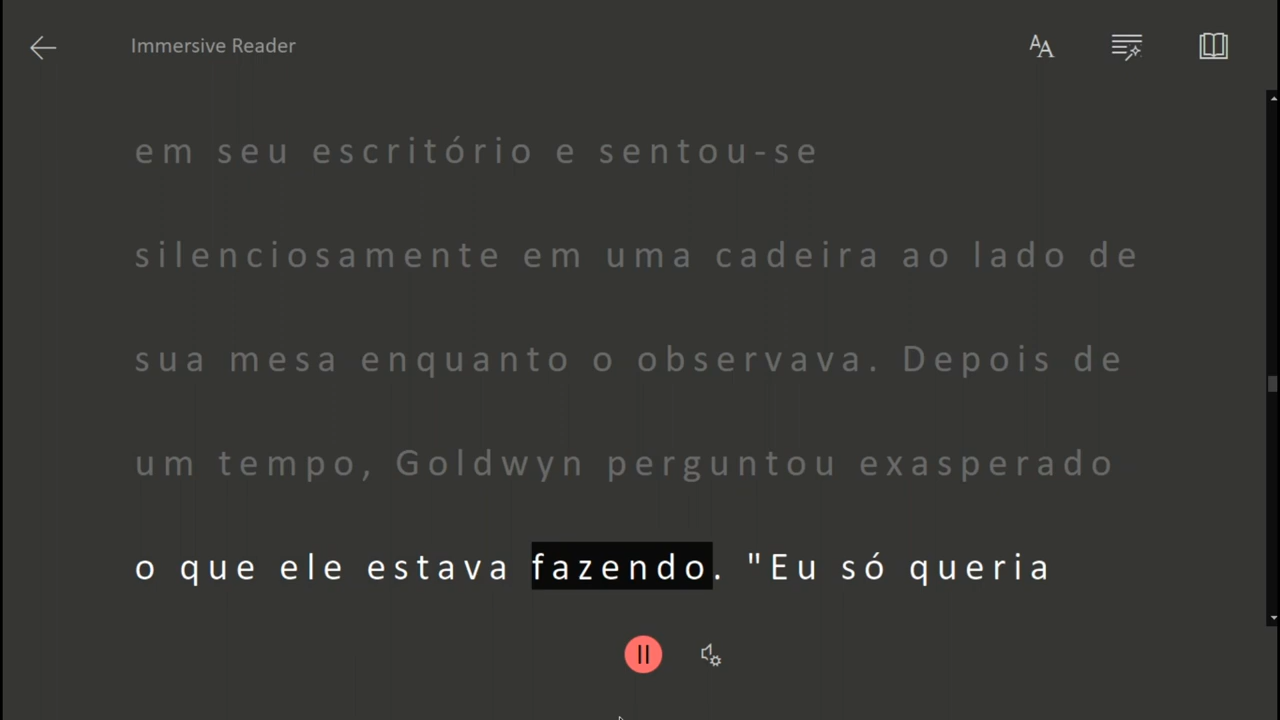 Immersive Reader
em seu escritório e sentou-se
silenciosamente em uma cadeira ao lado de
sua mesa enquanto o observava. Depois de
um tempo, Goldwyn perguntou exasperado
o que ele estava fazendo. "Eu só queria